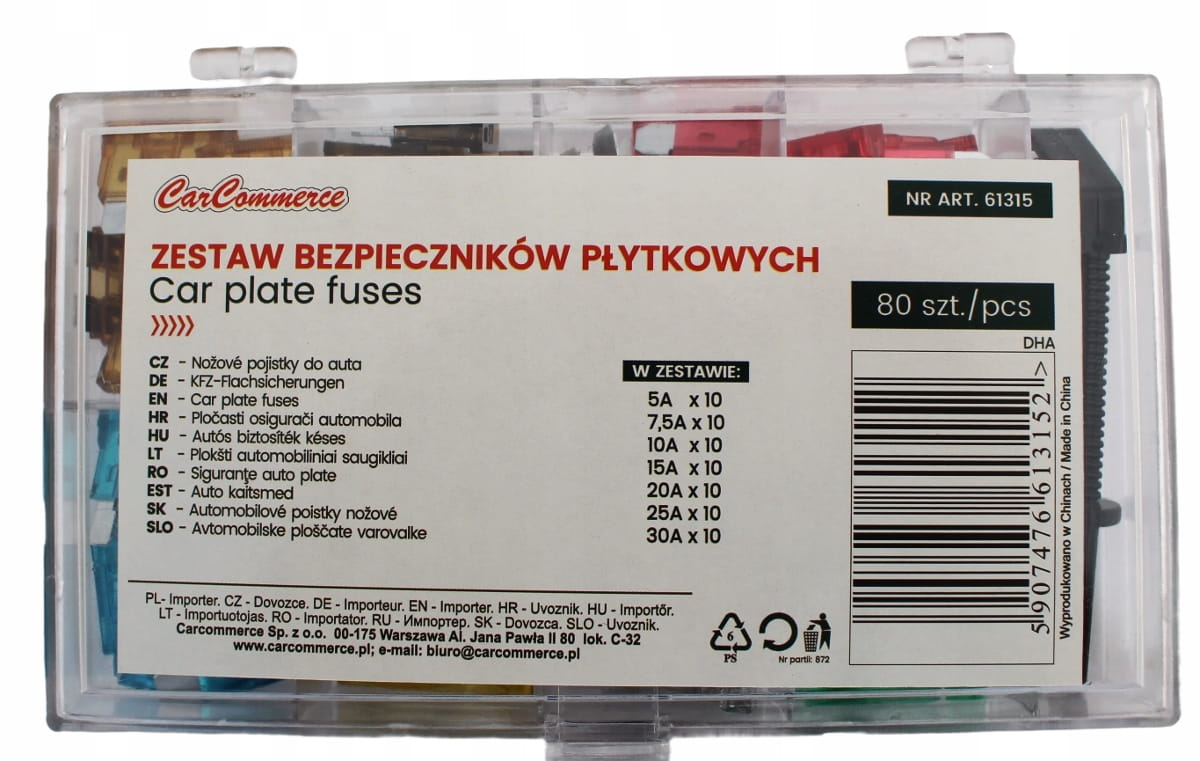 CarCommerce
NR ART. 61315
ZESTAW BEZPIECZNIKÓW PŁYTKOWYCH
Car plate fuses
80 szt./pcs
DHA
CZ - Nožové pojistky do auta
DE - KFZ-Flachsicherungen
EN - Car plate fuses
HR - Pločasti osigurači automobila
HU - Autós biztosíték késes
LT - Plokšti automobiliniai saugikliai
RO - Siguranţe auto plate
EST - Auto kaitsmed
SK - Automobilové poistky nožové
SLO - Avtomobilske ploščate varovalke
W ZESTAWIE:
5A x 10
7,5A x 10
10A x 10
15A x 10
20A x 10
25A x 10
30A x 10
5907476613152>
Wyprodukowano w Chinach / Made in China
PL- Importer. CZ - Dovozce. DE - Importeur. EN - Importer. HR - Uvoznik. HU - Importőr.
LT - Importuotojas. RO - Importator. RU - Импортер. SK - Dovozca. SLO - Uvoznik.
Carcommerce Sp. z o.o. 00-175 Warszawa Al. Jana Pawła II 80 lok. C-32
www.carcommerce.pl; e-mail: biuro@carcommerce.pl
6
PS
Nr partii: 872